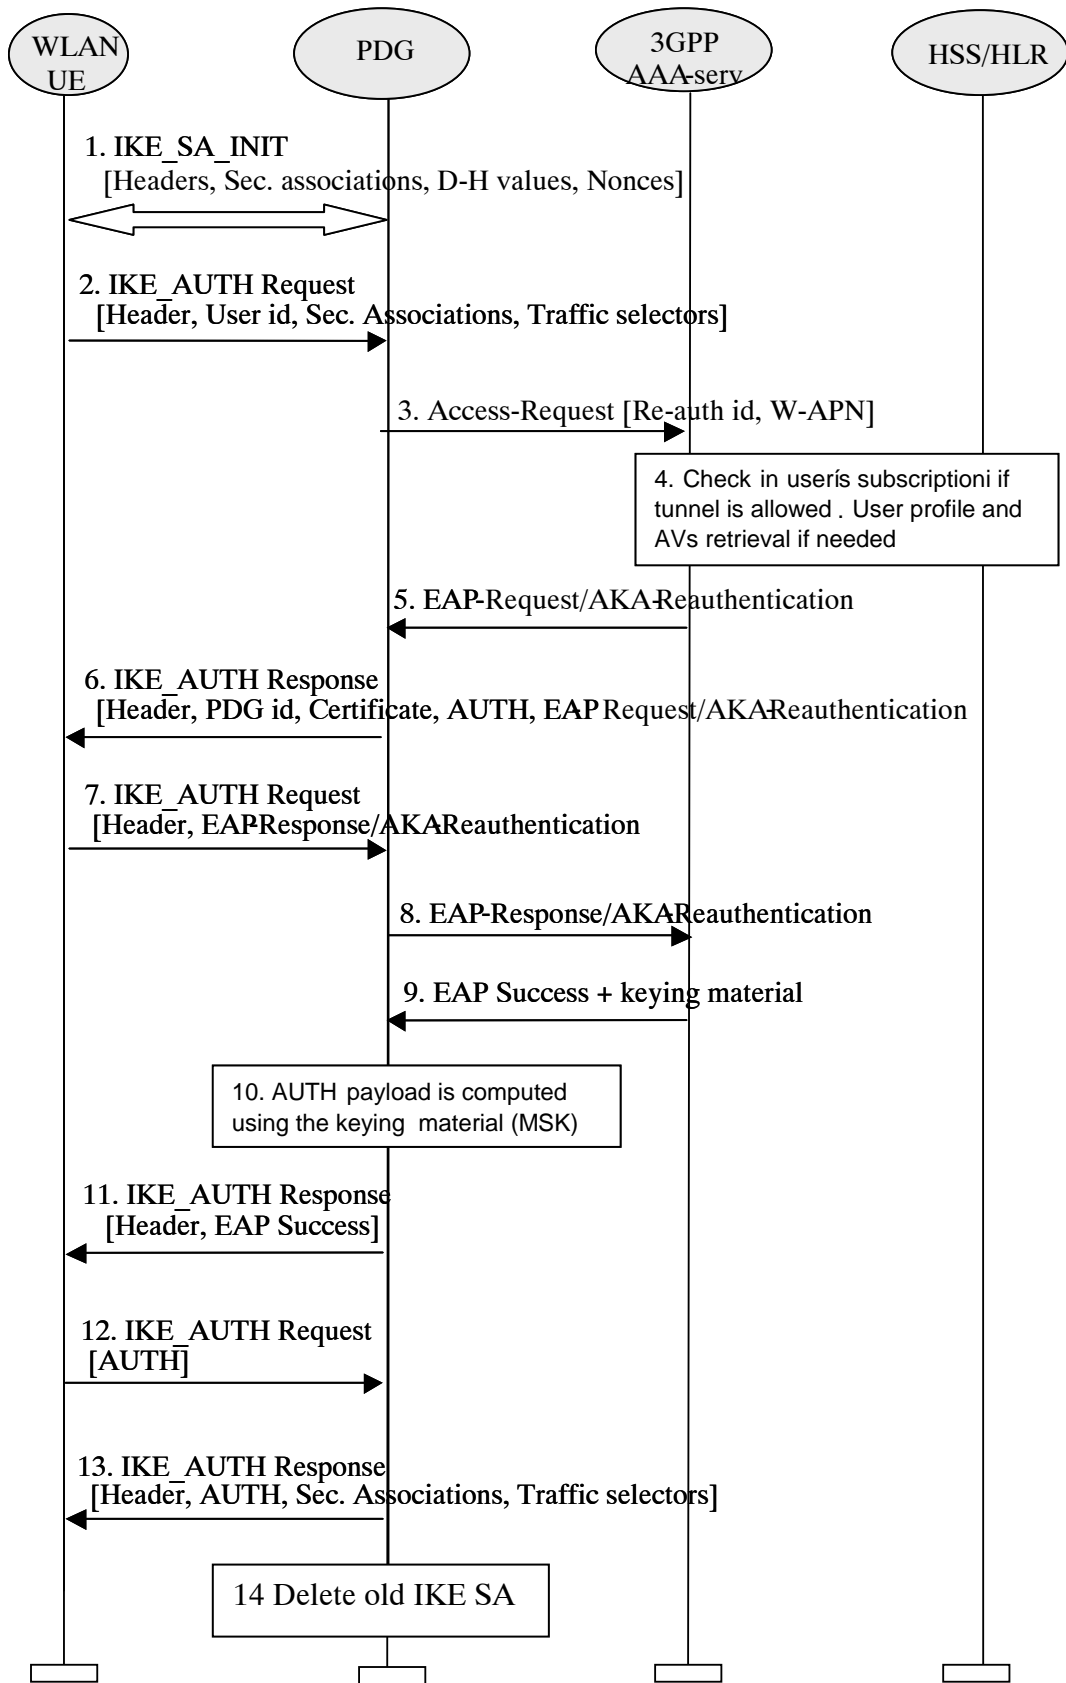 WLAN
UE
PDG
3GPP
AAA-serv
HSS/HLR
1. IKE_SA_INIT
[Headers, Sec. associations, D-H values, Nonces]
2. IKE_AUTH Request
[Header, User id, Sec. Associations, Traffic selectors]
3. Access-Request [Re-auth id, W-APN]
4. Check in userís subscriptioni if
tunnel is allowed . User profile and
AVs retrieval if needed
5. EAP-Request/AKA-Reauthentication
6. IKE_AUTH Response
[Header, PDG id, Certificate, AUTH, EAP-Request/AKA-Reauthentication
7. IKE_AUTH Request
[Header, EAP-Response/AKA-Reauthentication
8. EAP-Response/AKA-Reauthentication
9. EAP Success + keying material
10. AUTH payload is computed
using the keying material (MSK)
11. IKE_AUTH Response
[Header, EAP Success]
12. IKE_AUTH Request
[AUTH]
13. IKE_AUTH Response
[Header, AUTH, Sec. Associations, Traffic selectors]
14 Delete old IKE SA